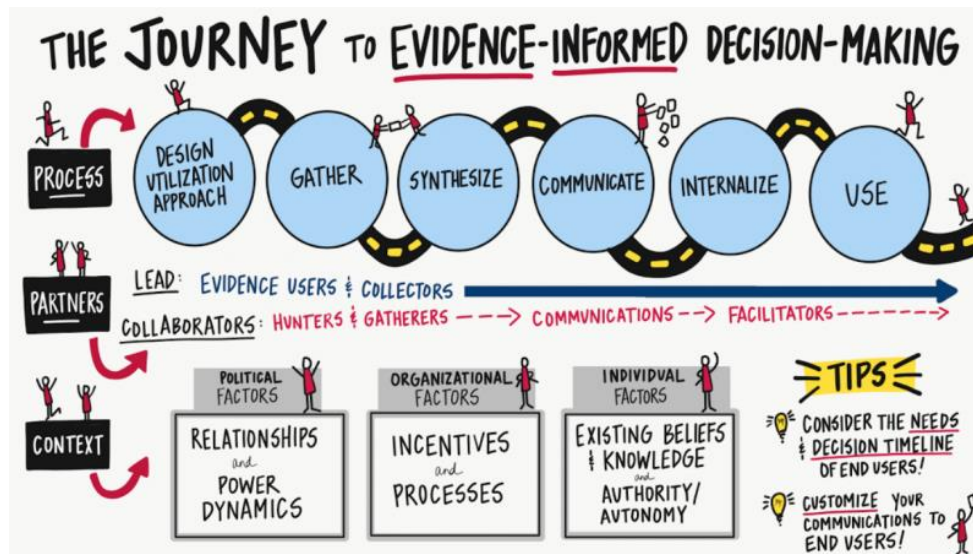 THE JOURNEY TO EVIDENCE-INFORMED DECISION-MAKING
PROCESS
DESIGN
UTILIZATION
APPROACH
GATHER
SYNTHESIZE
COMMUNICATE
INTERNALIZE
USE
PARTNERS
LEAD: EVIDENCE USERS & COLLECTORS
COLLABORATORS: HUNTERS & GATHERERS COMMUNICATIONS FACILITATORS
CONTEXT
POLITICAL
FACTORS
RELATIONSHIPS
and
POWER
DYNAMICS
ORGANIZATIONAL
FACTORS
INCENTIVES
and
PROCESSES
INDIVIDUAL
FACTORS
EXISTING BELIEFS
& KNOWLEDGE
and
AUTHORITY/
AUTONOMY
TIPS
CONSIDER THE NEEDS
& DECISION TIMELINE
OF END USERS!
CUSTOMIZE YOUR
COMMUNICATIONS TO
END USERS!